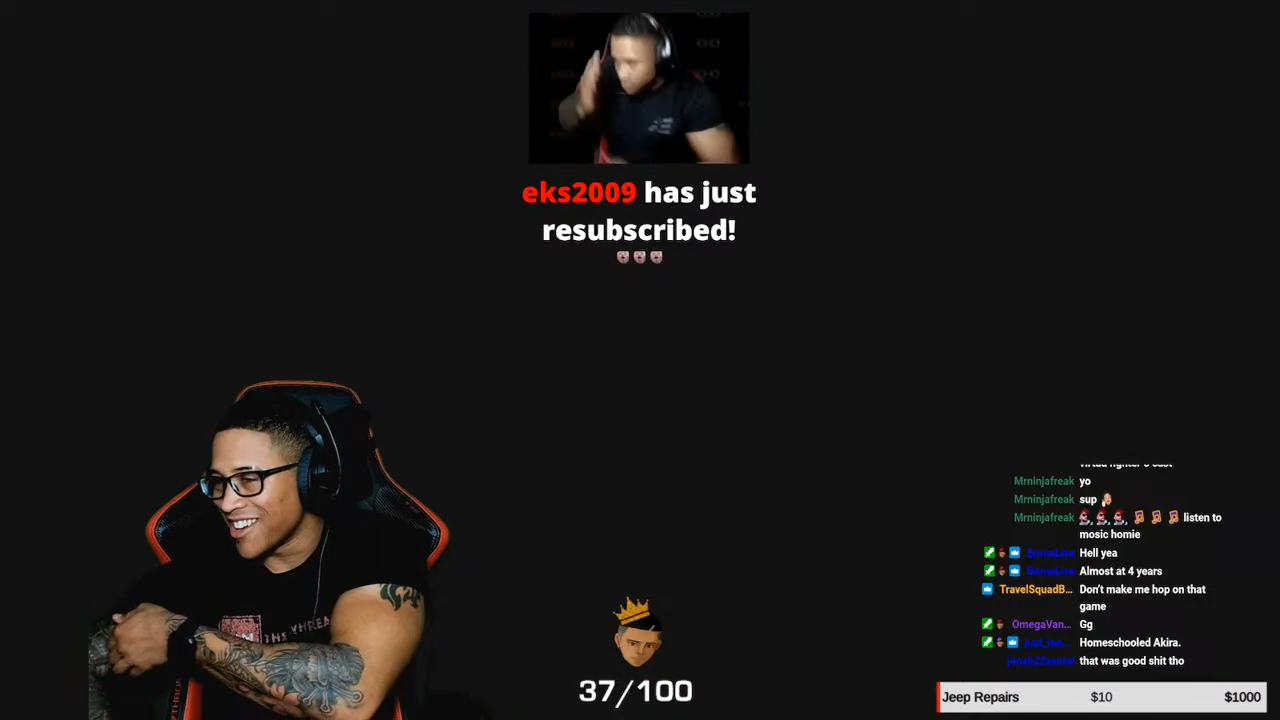 eks2009 has just
resubscribed!
Mrninjafreak yo
Mrninjafreak sup
Mrninjafreak listen to
mosic homie
Hell yea
Almost at 4 years
TravelSquadB... Don't make me hop on that
game
OmegaVan... Gg
just_me... Homeschooled Akira.
that was good shit tho
37/100
Jeep Repairs $10 $1000